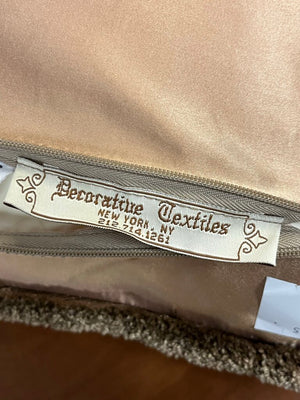 Decorative Textiles
NEW YORK, NY
212.714.1261